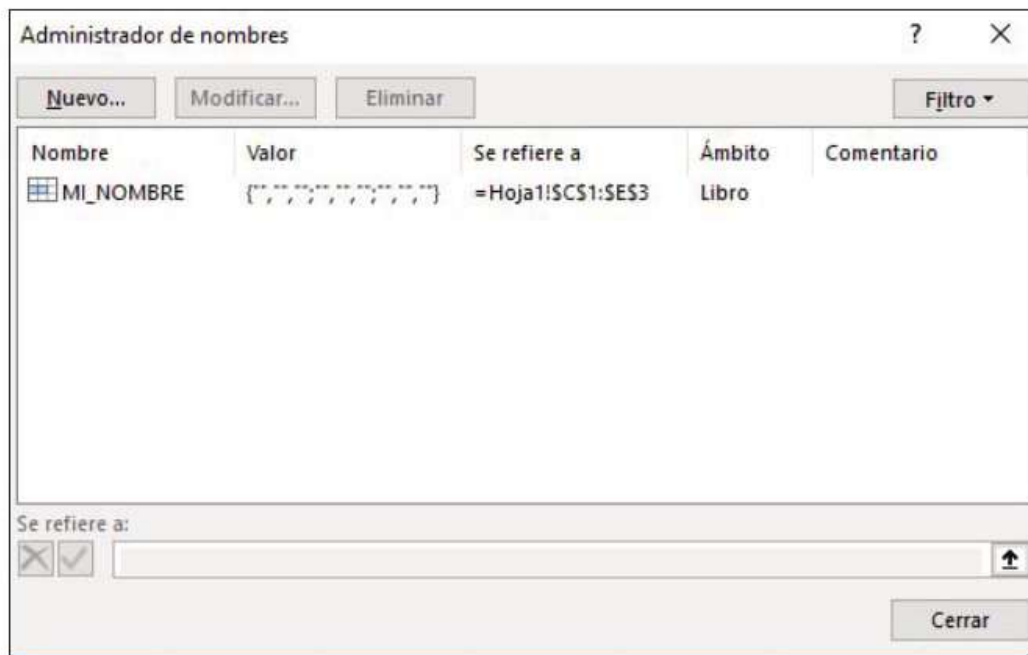 Administrador de nombres ?
Nuevo... Modificar... Eliminar Filtro
Nombre Valor Se refiere a Ámbito Comentario
MI_NOMBRE {"","","";"","","";"","",""} =Hoja1!$C$1:$E$3 Libro
Se refiere a:
Cerrar